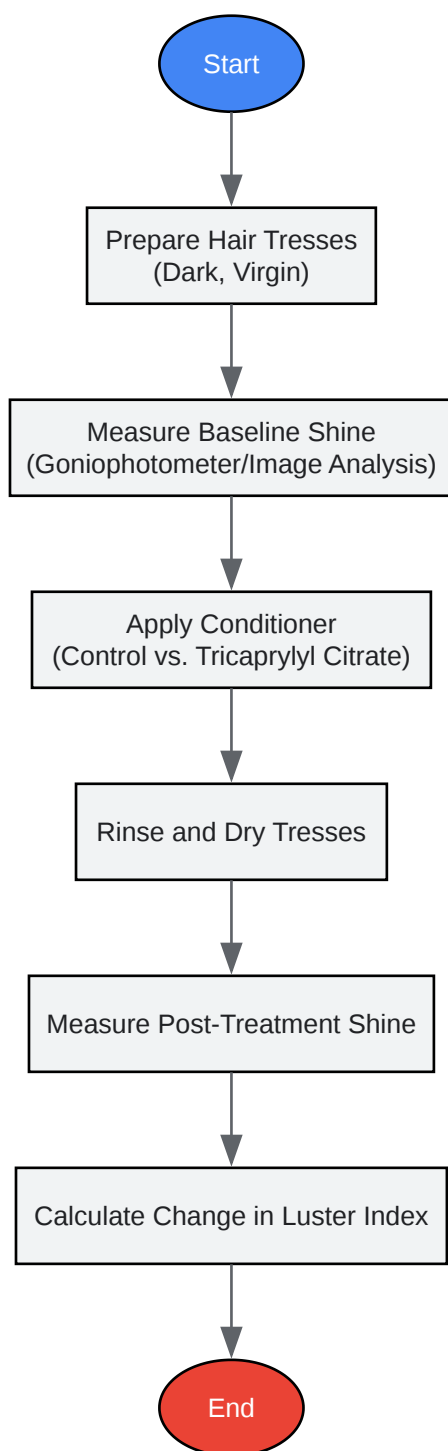 Start
Prepare Hair Tresses
(Dark, Virgin)
Measure Baseline Shine
(Goniophotometer/Image Analysis)
Apply Conditioner
(Control vs. Tricaprylyl Citrate)
Rinse and Dry Tresses
Measure Post-Treatment Shine
Calculate Change in Luster Index
End